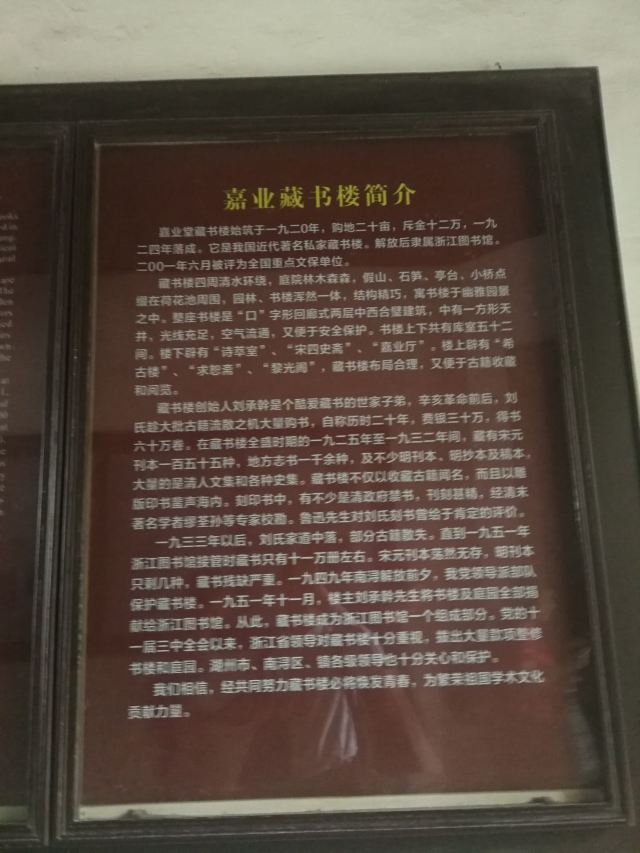 嘉业藏书楼简介
嘉业堂藏书楼始筑于一九二〇年，购地二十亩，斥金十二万，一九
二四年落成。它是我国近代著名私家藏书楼。解放后隶属浙江图书馆。
二〇〇一年六月被评为全国重点文保单位。
藏书楼四周清水环绕，庭院林木森森，假山、石笋、亭台、小桥点
缀在荷花池周围，园林、书楼浑然一体，结构精巧，寓书楼于幽雅园景
之中。整座书楼是“口”字形回廊式两层中西合璧建筑，中有一方形天
井，光线充足，空气流通，又便于安全保护。书楼上下共有库室五十二
间。楼下辟有“诗萃室”、“宋四史斋”、“嘉业厅”。楼上辟有“希
古楼”、“求恕斋”、“黎光阁”，藏书楼布局合理，又便于古籍收藏
和阅览。
藏书楼创始人刘承幹是个酷爱藏书的世家子弟，辛亥革命前后，刘
氏趁大批古籍流散之机大量购书，自称历时二十年，费银三十万，得书
六十万卷。在藏书楼全盛时期的一九二五年至一九三二年间，藏有宋元
刊本一百五十五种，地方志书一千余种，及不少明刊本、明抄本及稿本，
大量的是清人文集和各种史集。藏书楼不仅以收藏古籍闻名，而且以雕
版印书蜚声海内。刻印书中，有不少是清政府禁书，刊刻甚精，经清末
著名学者缪荃孙等专家校勘。鲁迅先生对刘氏刻书曾给于肯定的评价。
一九三三年以后，刘氏家道中落，部分古籍散失。直到一九五一年
浙江图书馆接管时藏书只有十一万册左右。宋元刊本荡然无存，明刊本
只剩几种，藏书残缺严重。一九四九年南浔解放前夕，我党领导派部队
保护藏书楼。一九五一年十一月，楼主刘承幹先生将书楼及庭园全部捐
献给浙江图书馆。从此，藏书楼成为浙江图书馆一个组成部分。党的十
一届三中全会以来，浙江省领导对藏书楼十分重视，拨出大量款项整修
书楼和庭园。湖州市、南浔区、镇各级领导也十分关心和保护。
我们相信，经共同努力藏书楼必将焕发青春，为繁荣祖国学术文化
贡献力量。